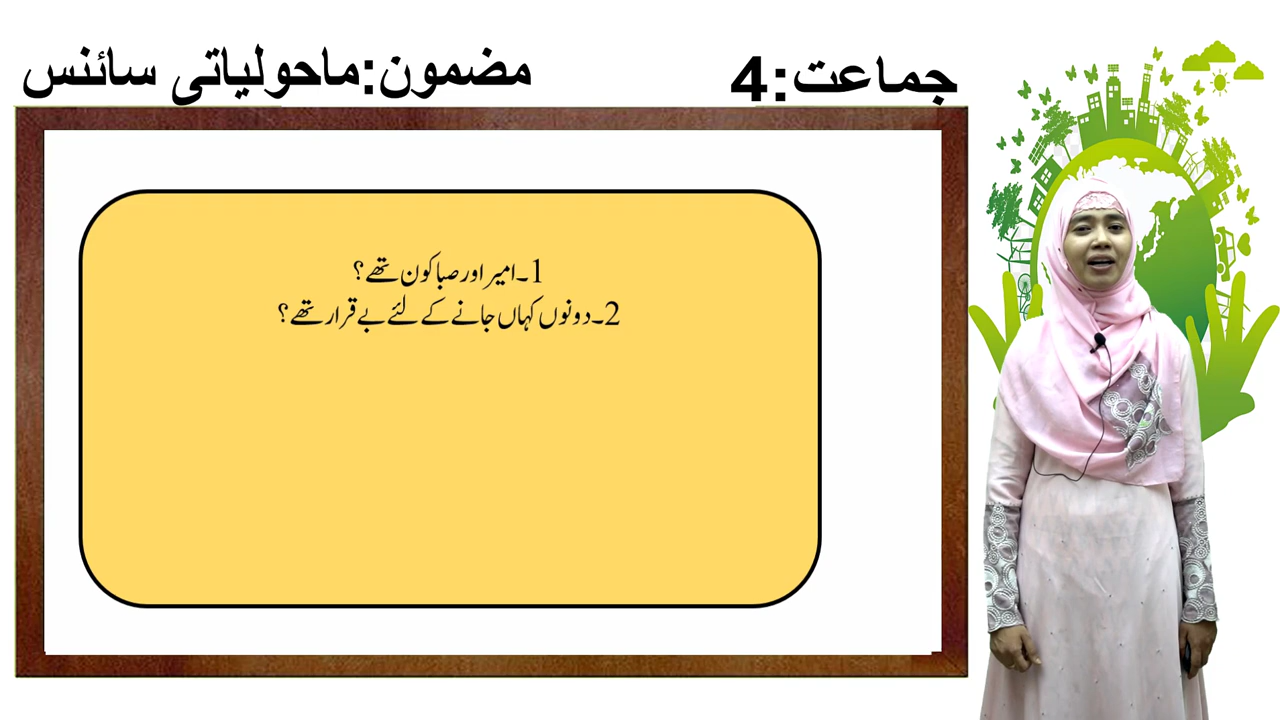 جماعت:4
مضمون:ماحولیاتی سائنس
1۔امیر اور صبا کون تھے؟
2۔دونوں کہاں جانے کے لئے بے قرار تھے؟